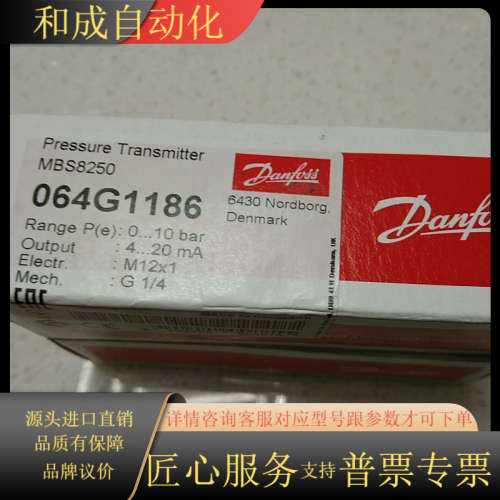 和成自动化
Pressure Transmitter
MBS8250
064G1186
Range P(e): 0...10 bar
Output : 4...20 mA
Electr. : M12x1
Mech. : G 1/4
Danfoss
6430 Nordborg,
Denmark
Danfoss
源头进口直销
品质有保障
品牌议价
详情咨询客服对应型号跟参数才可下单
匠心服务支持普票专票